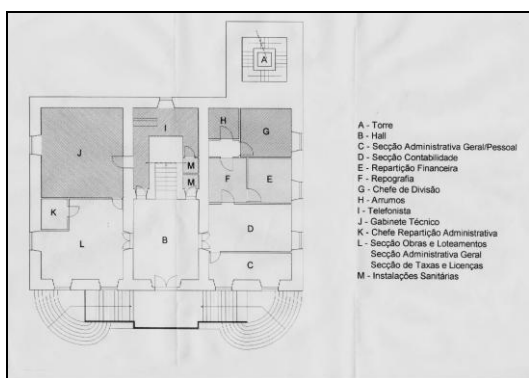 A
H
G
I
J
M
M
F
E
K
B
D
L
C
A - Torre
B - Hall
C - Secção Administrativa Geral/Pessoal
D - Secção Contabilidade
E - Repartição Financeira
F - Repografia
G - Chefe de Divisão
H - Arrumos
I - Telefonista
J - Gabinete Técnico
K - Chefe Repartição Administrativa
L - Secção Obras e Loteamentos
Secção Administrativa Geral
Secção de Taxas e Licenças
M - Instalações Sanitárias